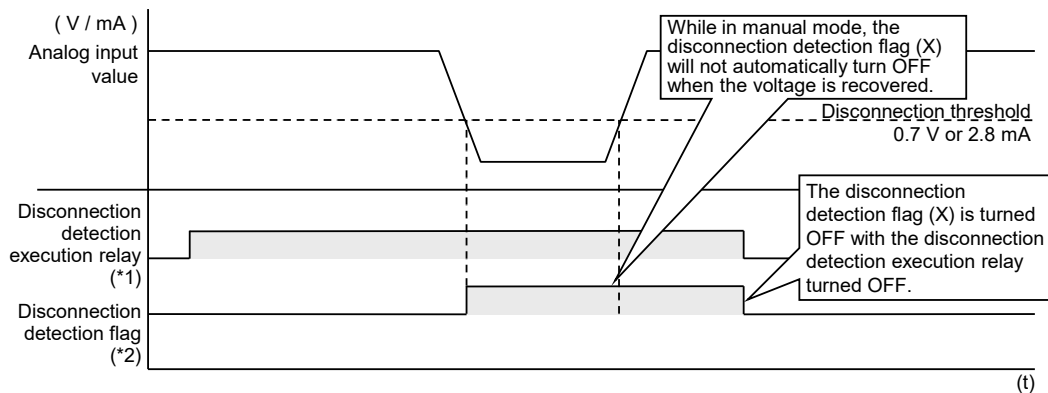 ( V / mA )
Analog input
value
While in manual mode, the
disconnection detection flag (X)
will not automatically turn OFF
when the voltage is recovered.
Disconnection threshold
0.7 V or 2.8 mA
Disconnection
detection
execution relay
(*1)
The disconnection
detection flag (X) is turned
OFF with the disconnection
detection execution relay
turned OFF.
Disconnection
detection flag
(*2)
(t)